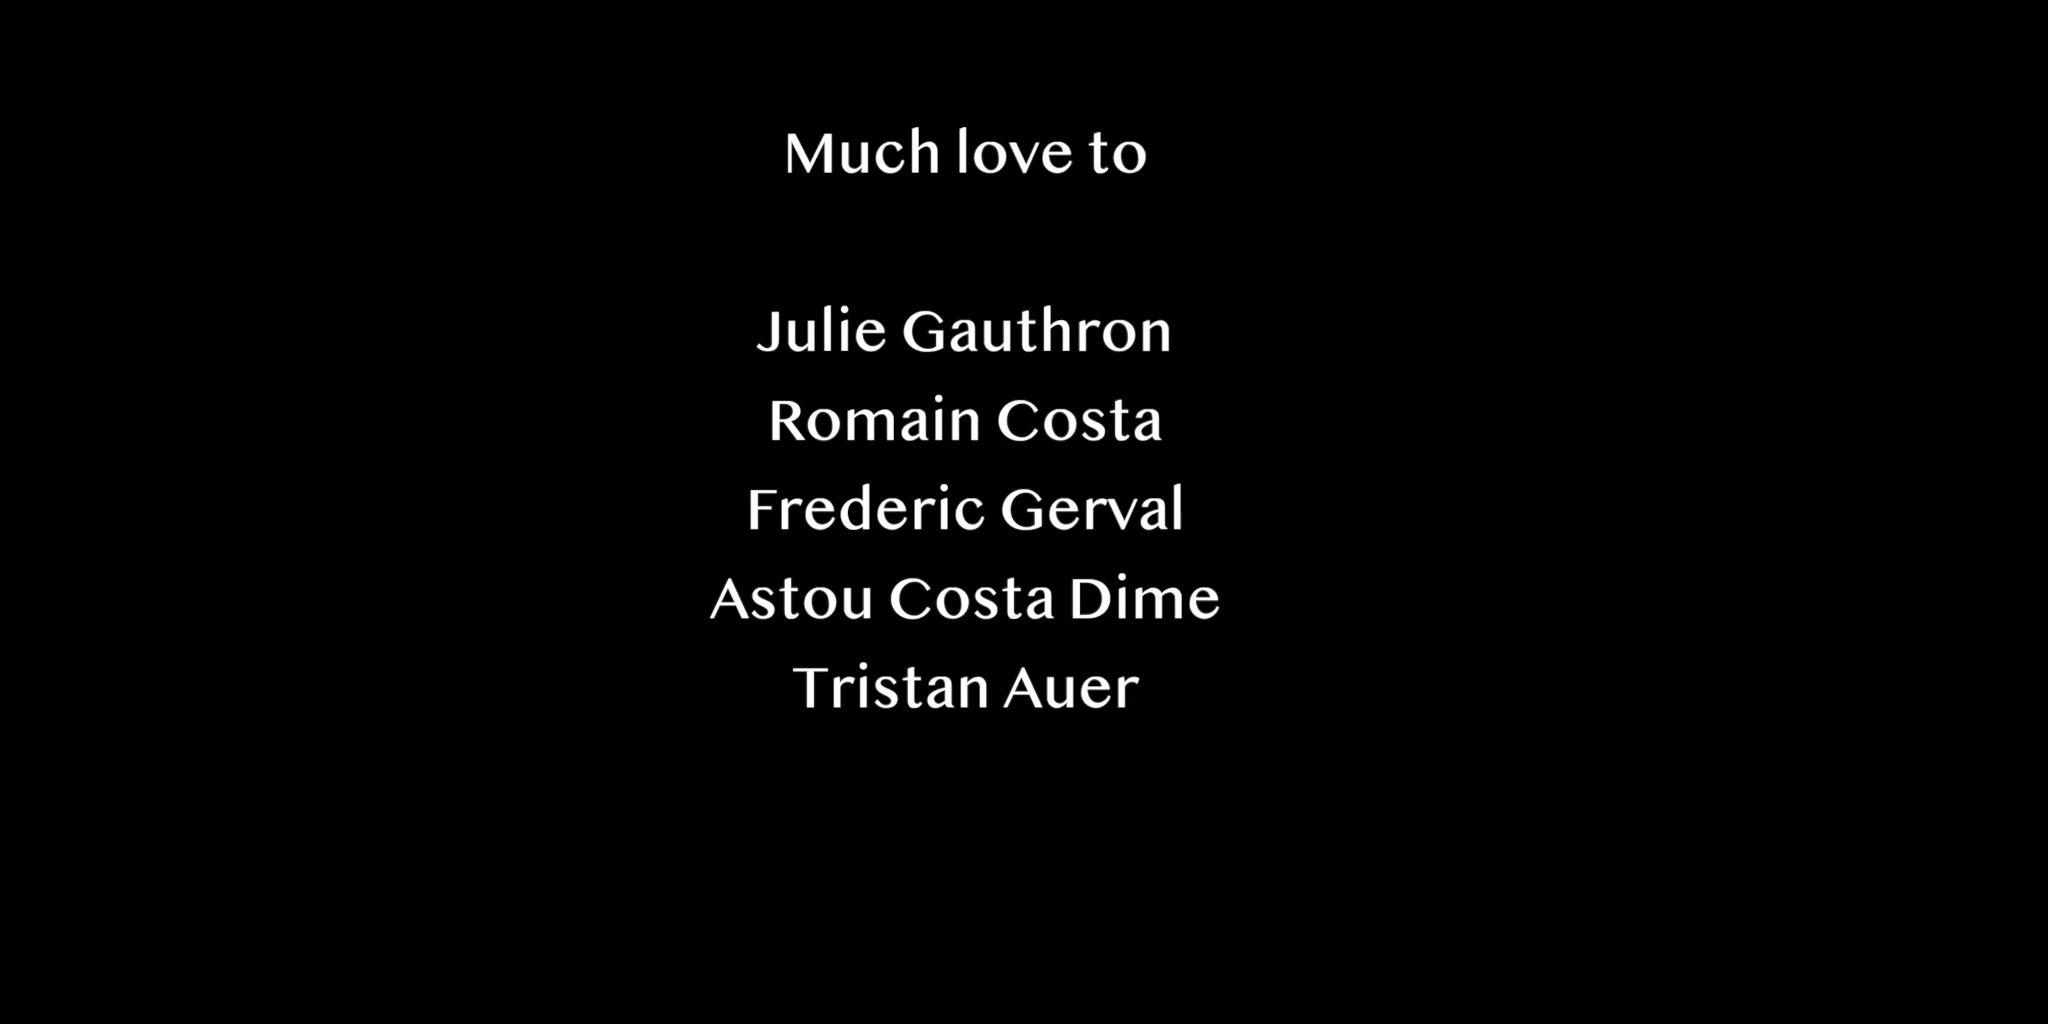 Much love to
Julie Gauthron
Romain Costa
Frederic Gerval
Astou Costa Dime
Tristan Auer